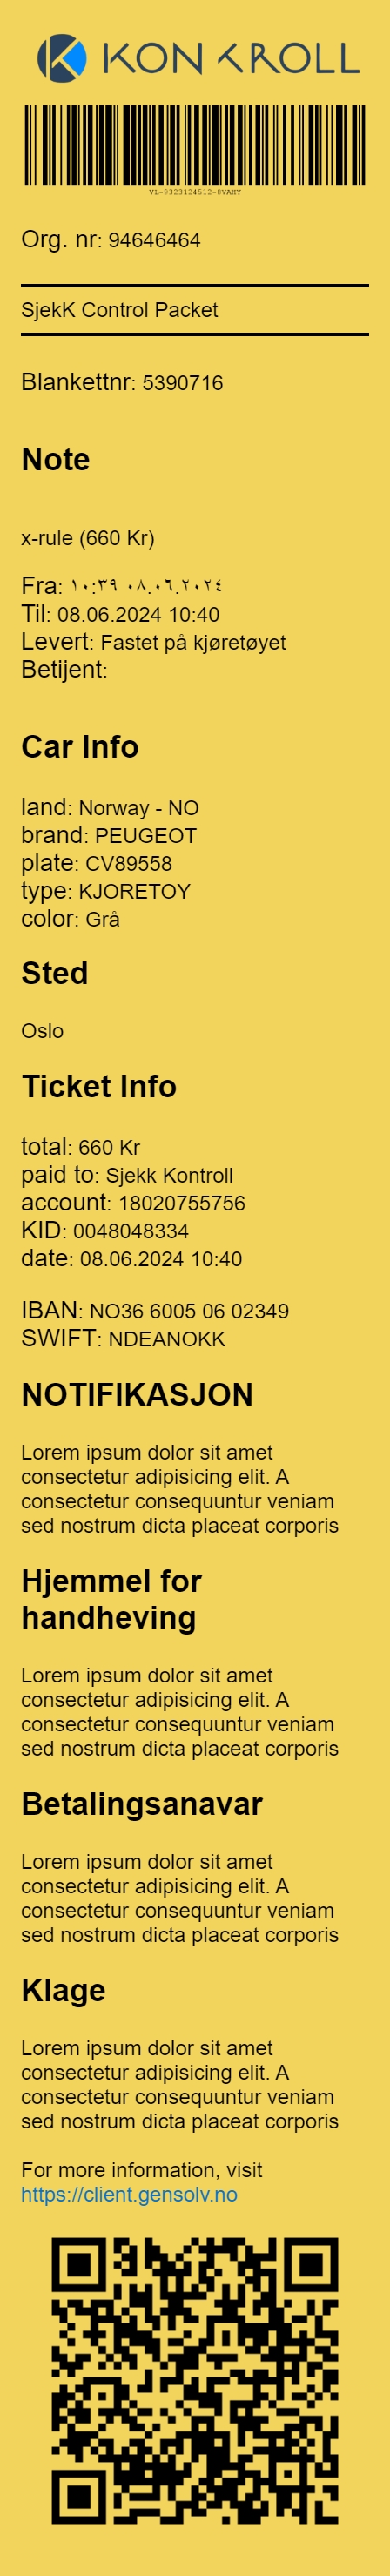 KONTROLL
VL-9323124512-8VAHY
Org. nr: 94646464
SjekK Control Packet
Blankettnr: 5390716
Note
x-rule (660 Kr)
Fra: ١٠:٣٩ ٠٨.٠٦.٢٠٢٤
Til: 08.06.2024 10:40
Levert: Fastet på kjøretøyet
Betijent:
Car Info
land: Norway - NO
brand: PEUGEOT
plate: CV89558
type: KJORETOY
color: Grå
Sted
Oslo
Ticket Info
total: 660 Kr
paid to: Sjekk Kontroll
account: 18020755756
KID: 0048048334
date: 08.06.2024 10:40
IBAN: NO36 6005 06 02349
SWIFT: NDEANOKK
NOTIFIKASJON
Lorem ipsum dolor sit amet
consectetur adipisicing elit. A
consectetur consequuntur veniam
sed nostrum dicta placeat corporis
Hjemmel for
handheving
Lorem ipsum dolor sit amet
consectetur adipisicing elit. A
consectetur consequuntur veniam
sed nostrum dicta placeat corporis
Betalingsanavar
Lorem ipsum dolor sit amet
consectetur adipisicing elit. A
consectetur consequuntur veniam
sed nostrum dicta placeat corporis
Klage
Lorem ipsum dolor sit amet
consectetur adipisicing elit. A
consectetur consequuntur veniam
sed nostrum dicta placeat corporis
For more information, visit
https://client.gensolv.no